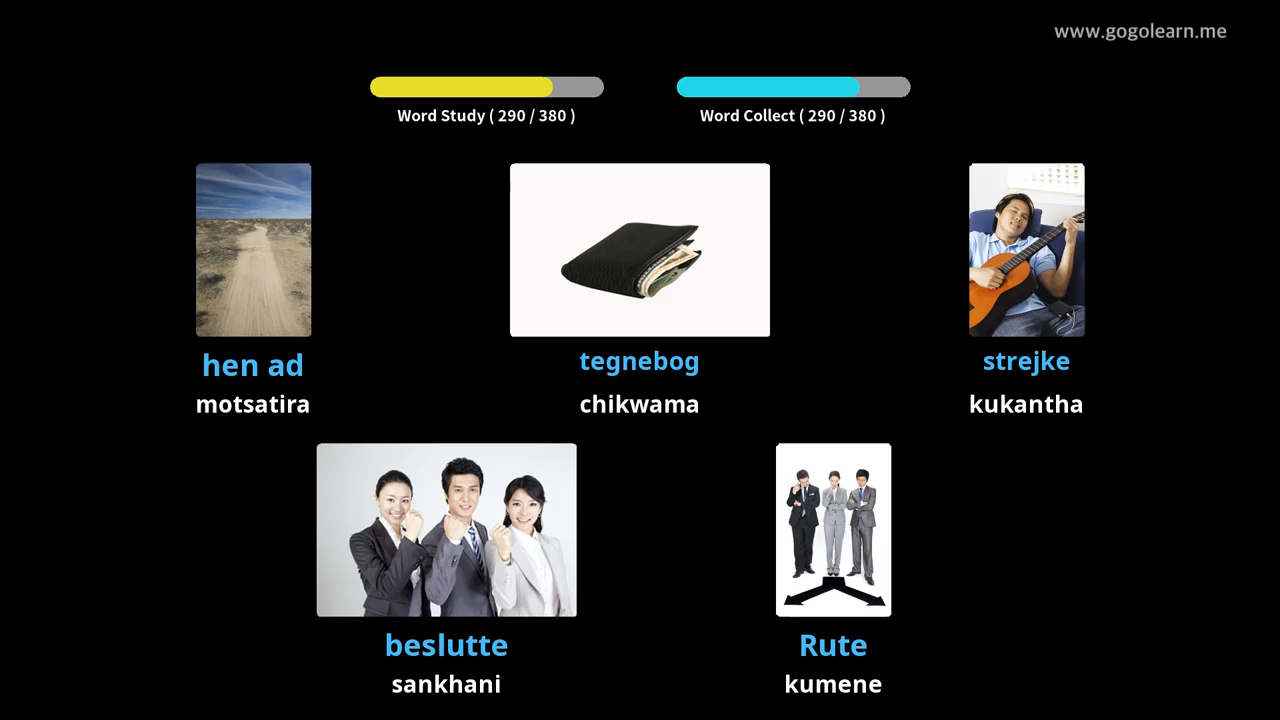 www.gogolearn.me
Word Study ( 290 / 380 )
Word Collect ( 290 / 380 )
hen ad
motsatira
tegnebog
chikwama
strejke
kukantha
beslutte
sankhani
Rute
kumene